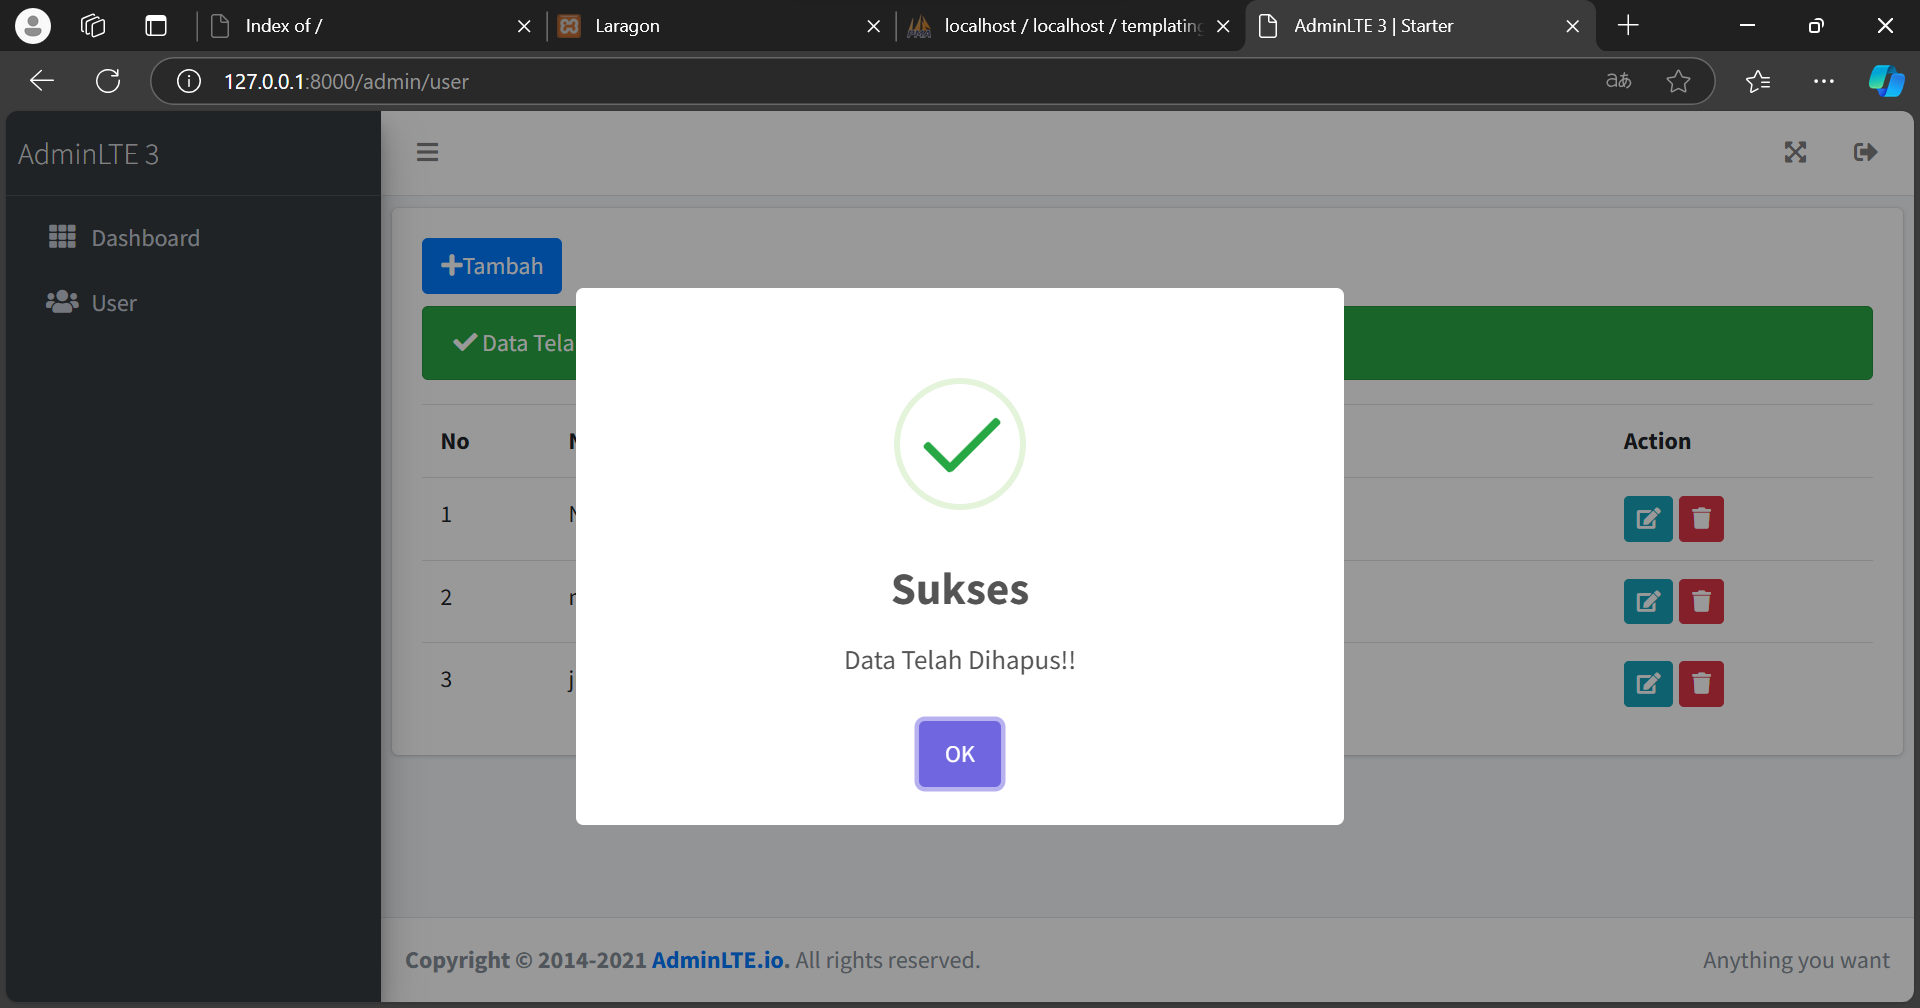 Index of /
Laragon
localhost / localhost / templating
AdminLTE 3 | Starter
127.0.0.1:8000/admin/user
aあ
AdminLTE 3
Dashboard
User
Tambah
Data Tela
No
Action
1
2
3
Sukses
Data Telah Dihapus!!
OK
Copyright © 2014-2021 AdminLTE.io. All rights reserved.
Anything you want